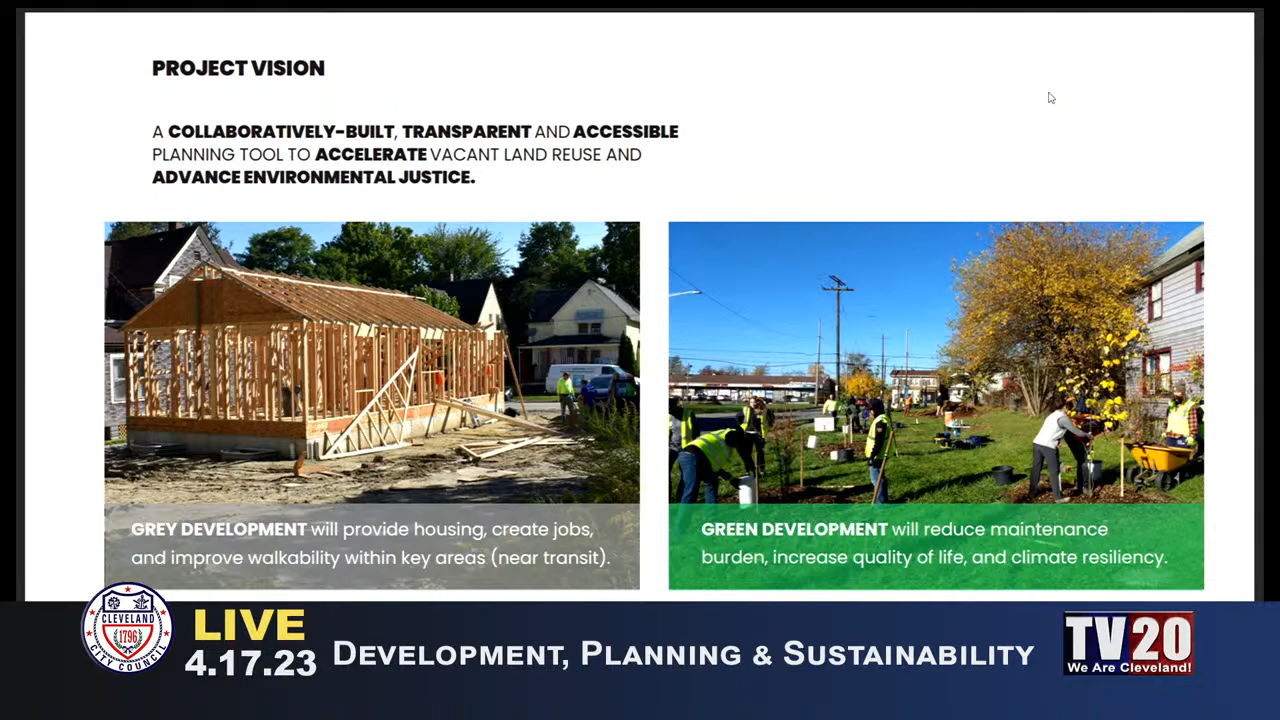 PROJECT VISION
A COLLABORATIVELY-BUILT, TRANSPARENT AND ACCESSIBLE
PLANNING TOOL TO ACCELERATE VACANT LAND REUSE AND
ADVANCE ENVIRONMENTAL JUSTICE.
GREY DEVELOPMENT will provide housing, create jobs,
and improve walkability within key areas (near transit).
GREEN DEVELOPMENT will reduce maintenance
burden, increase quality of life, and climate resiliency.
CLEVELAND
1796
CITY COUNCIL
LIVE
4.17.23
DEVELOPMENT, PLANNING & SUSTAINABILITY
TV20
We Are Cleveland!